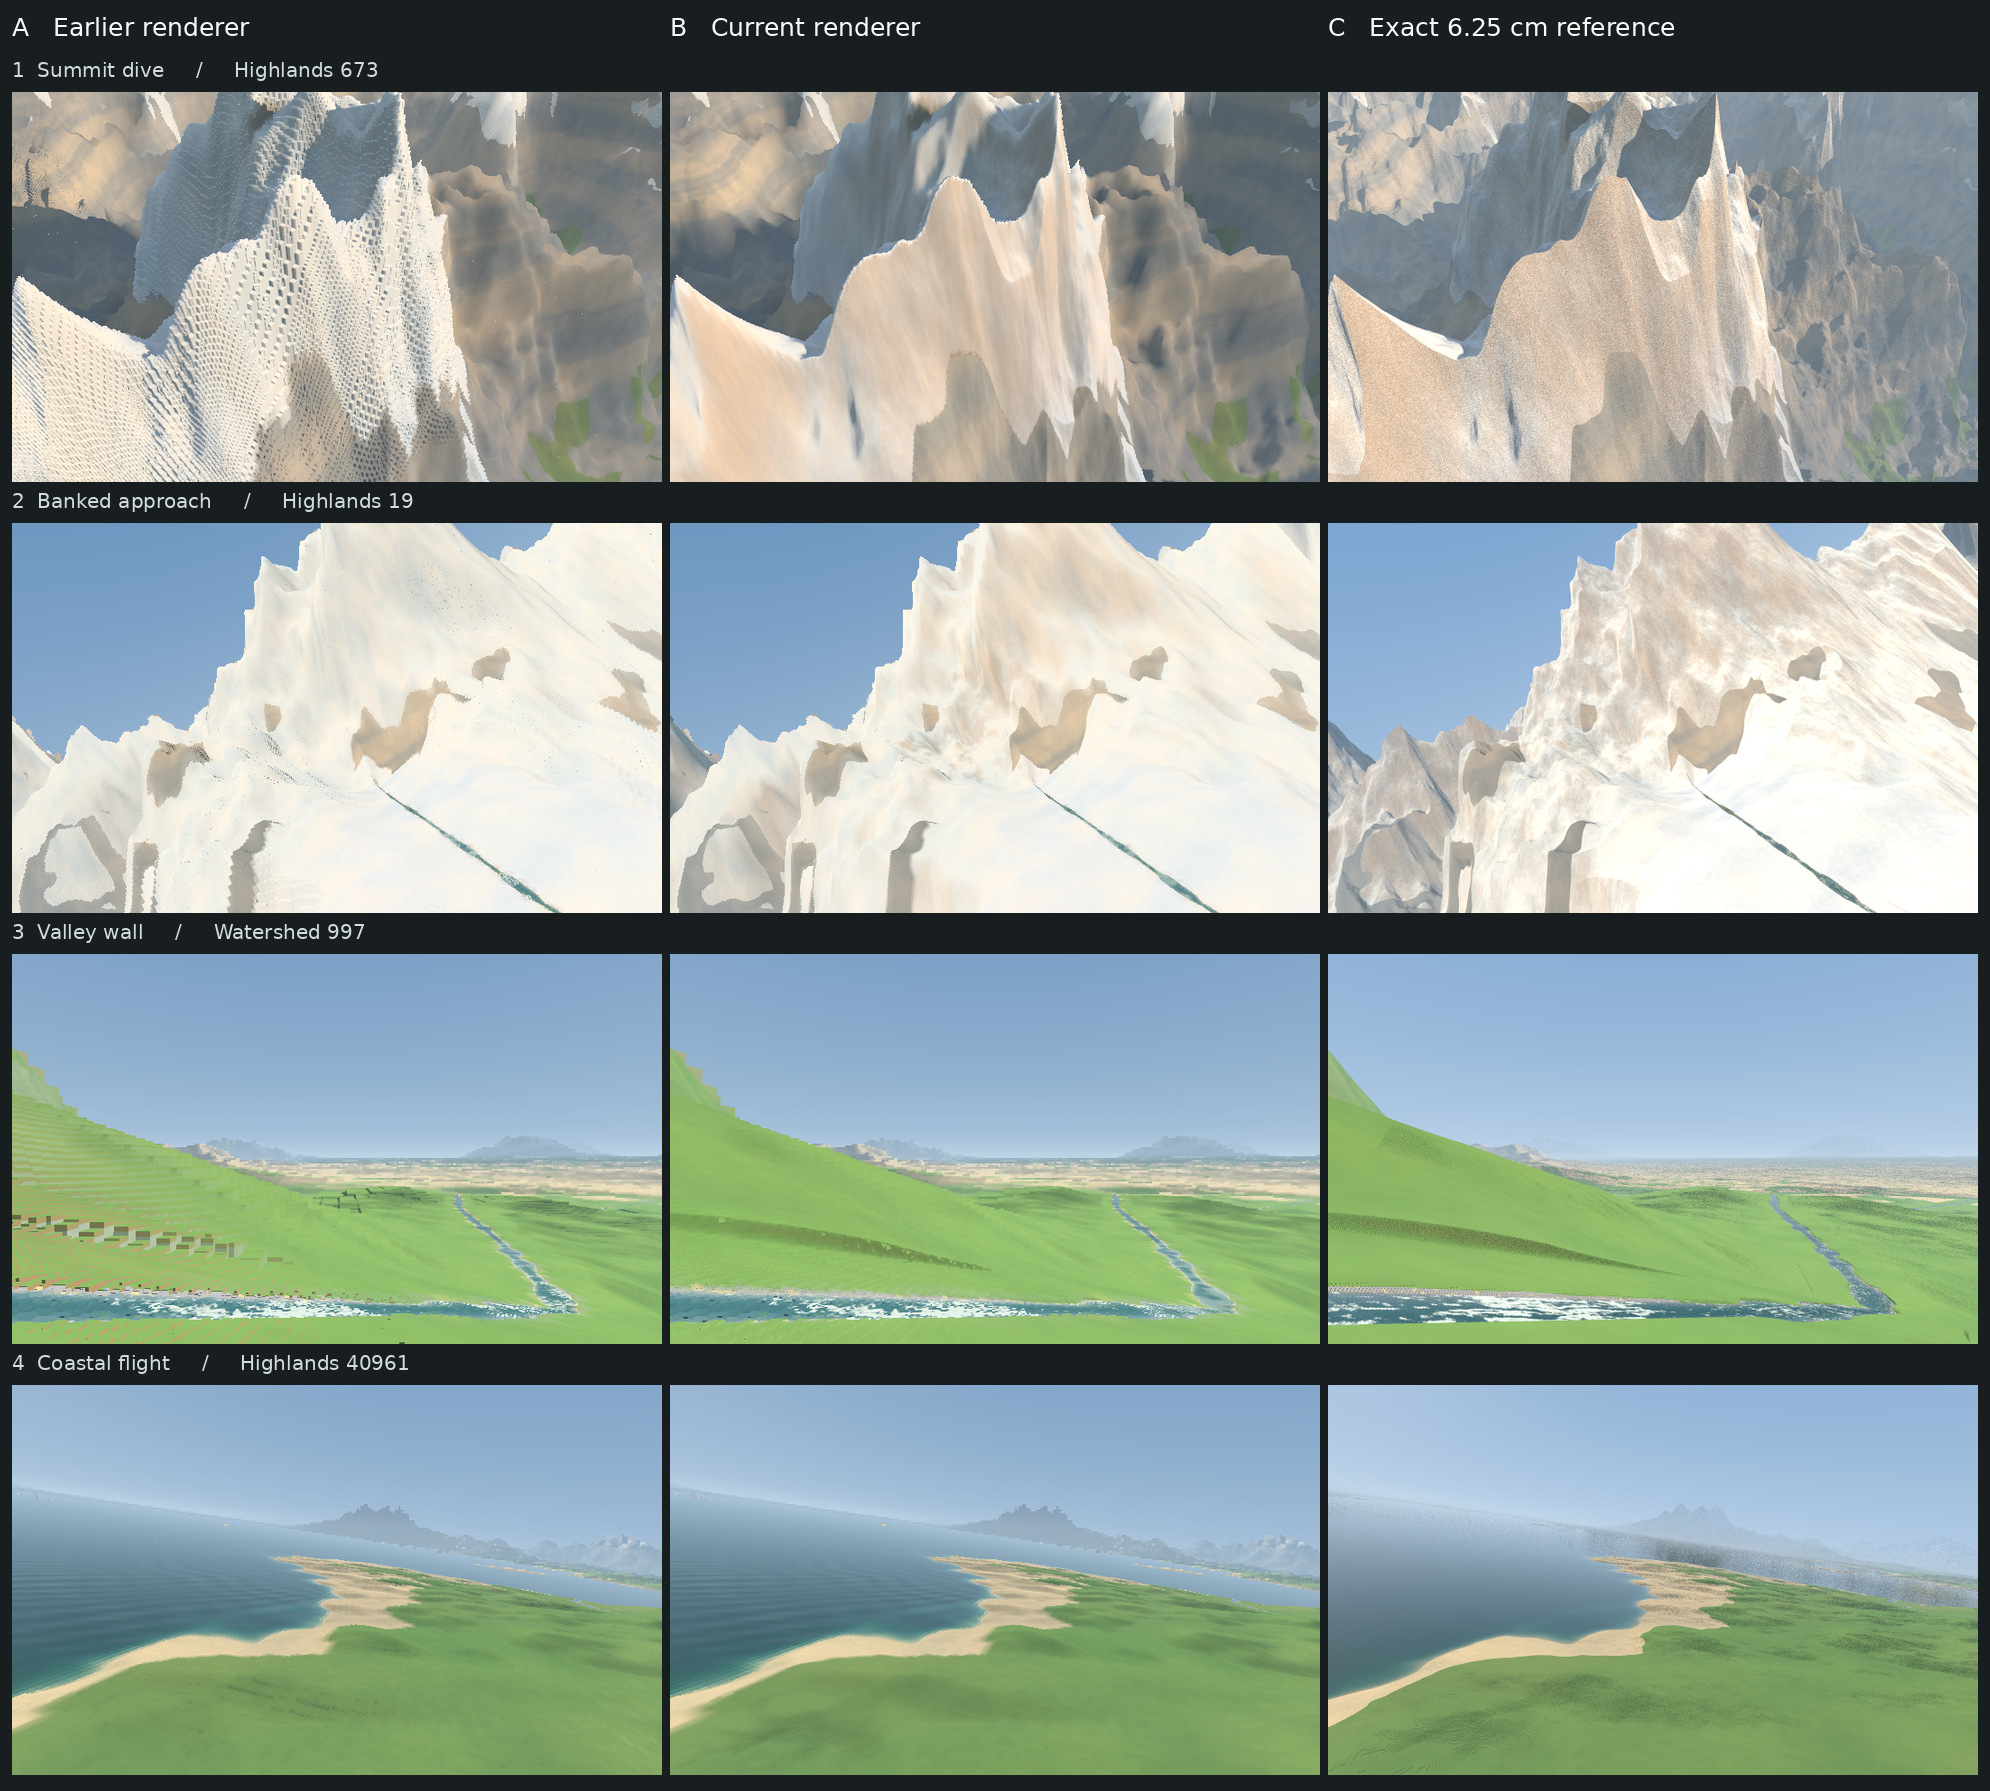 A Earlier renderer
B Current renderer
C Exact 6.25 cm reference
1 Summit dive / Highlands 673
2 Banked approach / Highlands 19
3 Valley wall / Watershed 997
4 Coastal flight / Highlands 40961